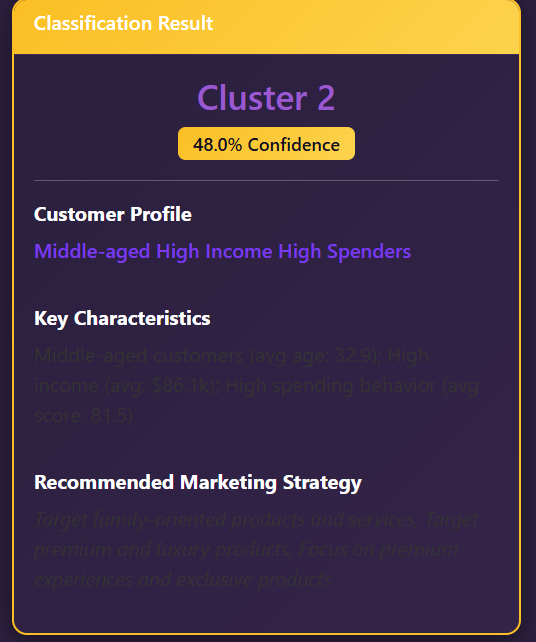 Classification Result
Cluster 2
48.0% Confidence
Customer Profile
Middle-aged High Income High Spenders
Key Characteristics
Middle-aged customers (avg age: 32.9); High
income (avg: $86.1k); High spending behavior (avg
score: 81.5)
Recommended Marketing Strategy
Target family-oriented products and services; Target
premium and luxury products; Focus on premium
experiences and exclusive products